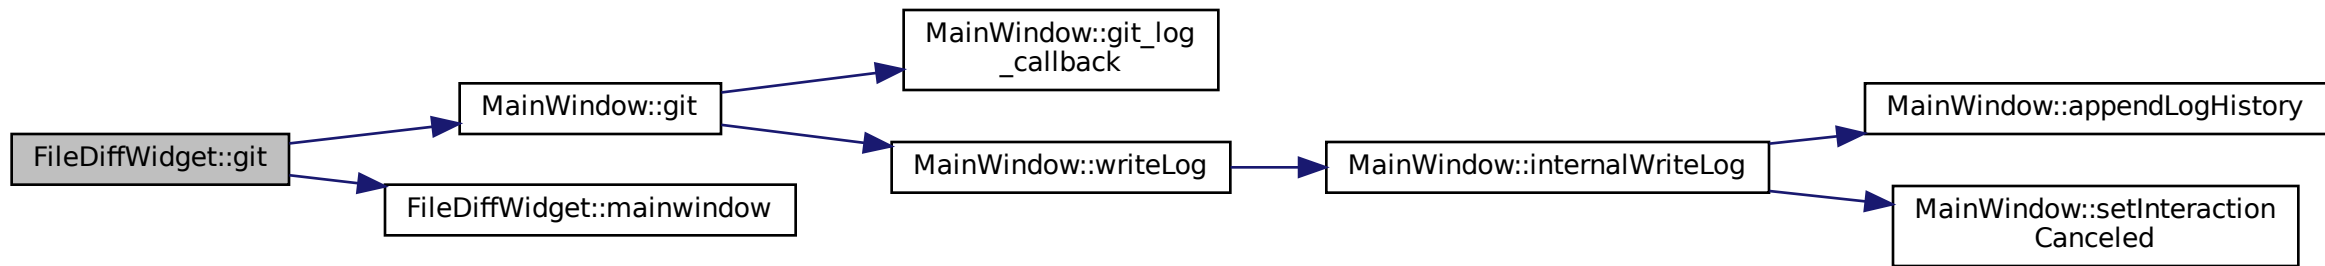 FileDiffWidget::git
MainWindow::git
FileDiffWidget::mainwindow
MainWindow::git_log
_callback
MainWindow::writeLog
MainWindow::internalWriteLog
MainWindow::appendLogHistory
MainWindow::setInteraction
Canceled